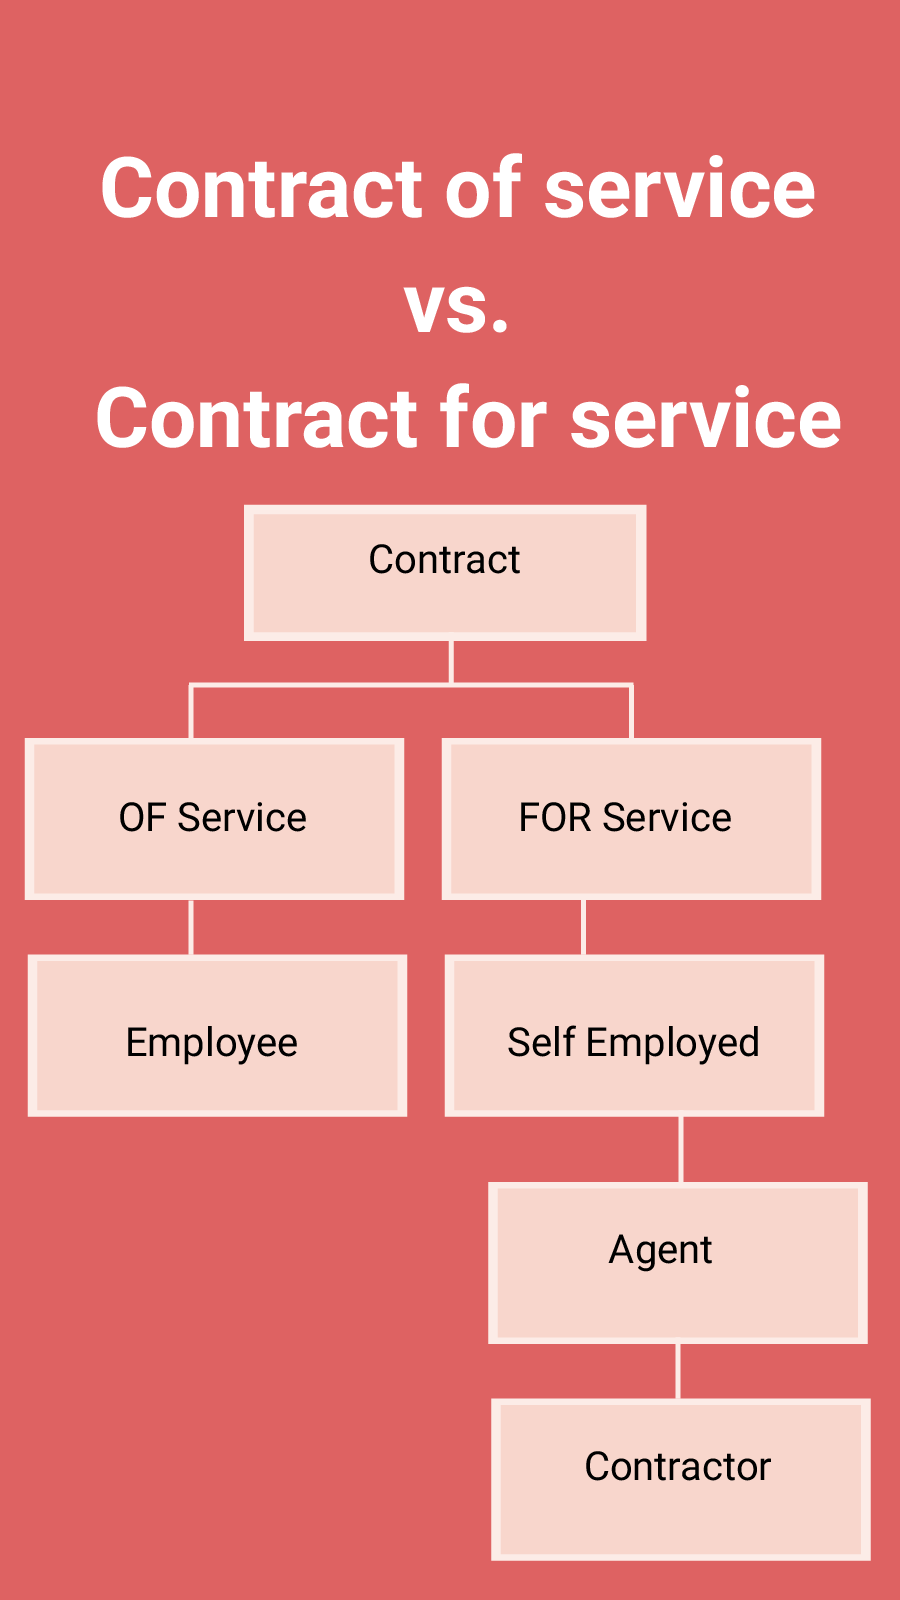 Contract of service
vs.
Contract for service
Contract
OF Service
FOR Service
Employee
Self Employed
Agent
Contractor